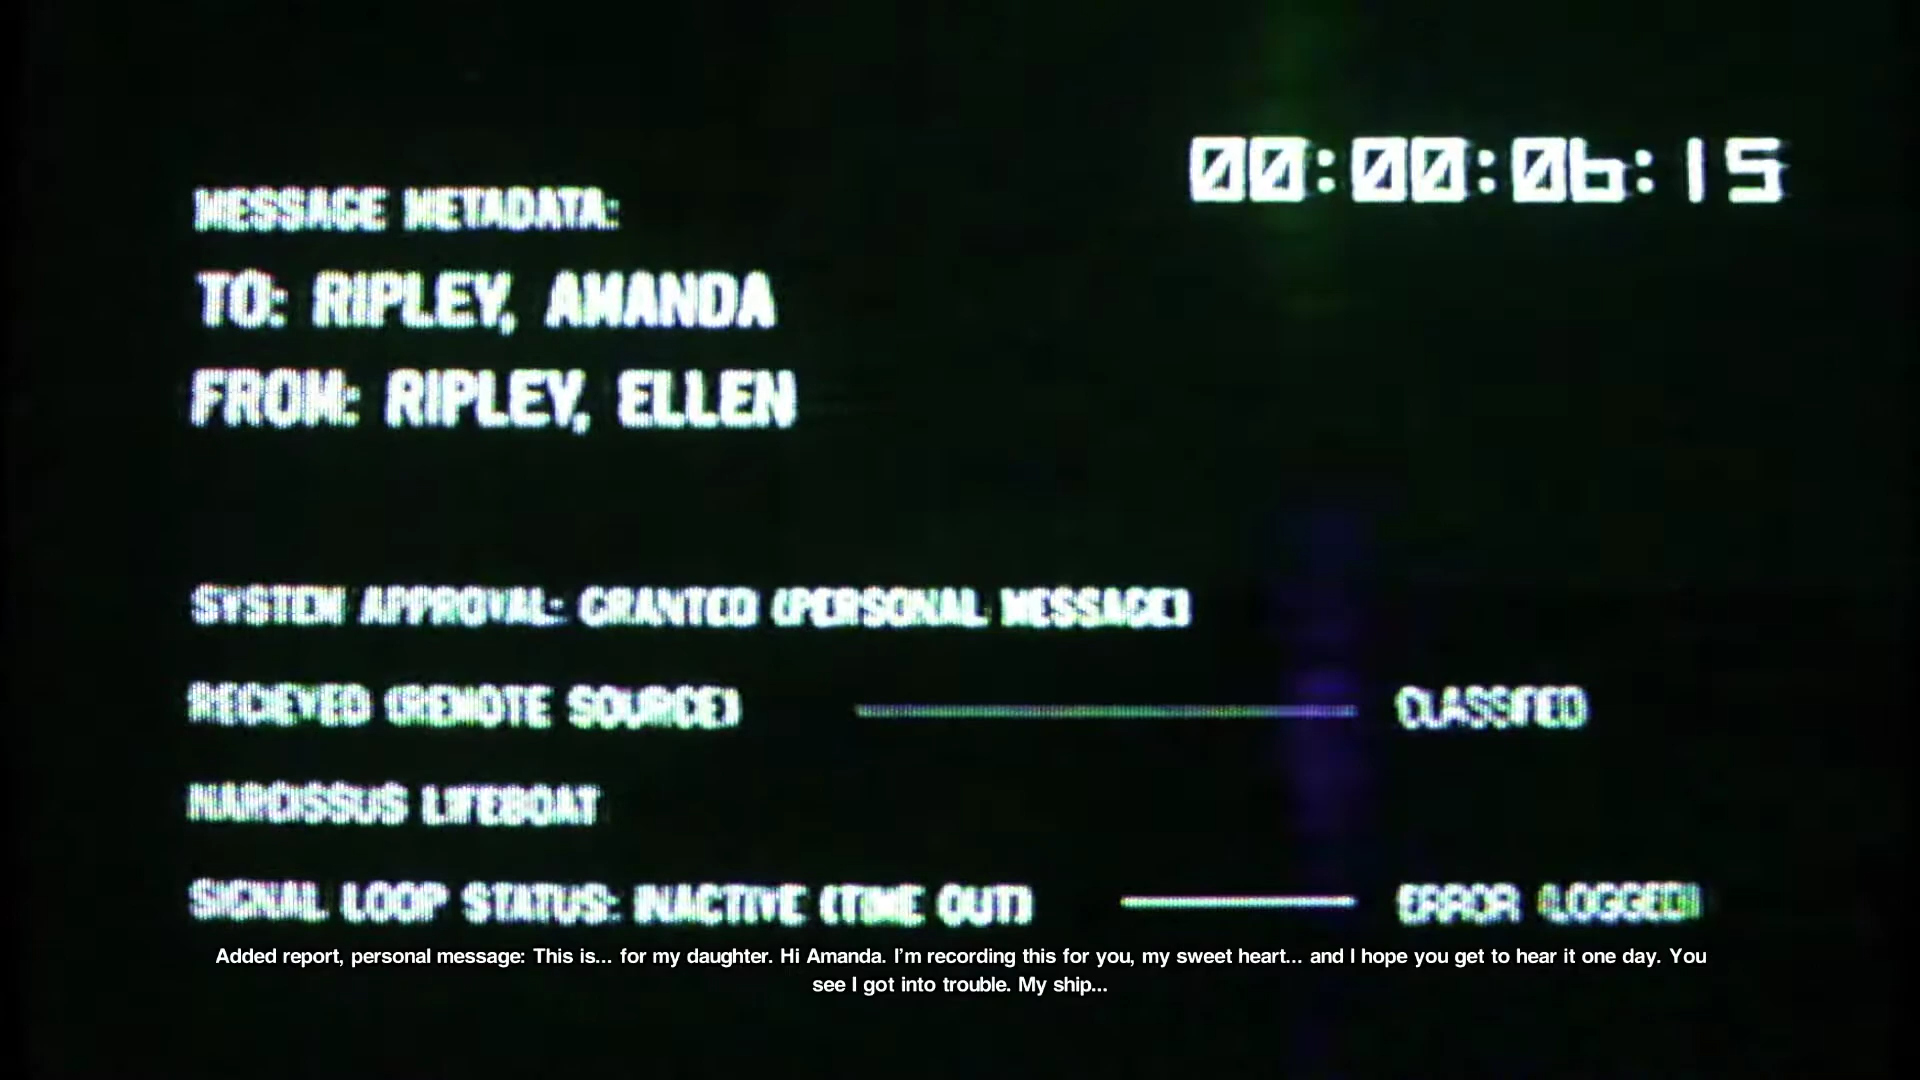 00:00:06:15
MESSAGE METADATA:
TO: RIPLEY, AMANDA
FROM: RIPLEY, ELLEN
SYSTEM APPROVAL: GRANTED (PERSONAL MESSAGE)
RECIEVED (REMOTE SOURCE) CLASSIFIED
NARCISSUS LIFEBOAT
SIGNAL LOOP STATUS: INACTIVE (TIME OUT) ERROR (LOGGED)
Added report, personal message: This is... for my daughter. Hi Amanda. I'm recording this for you, my sweet heart... and I hope you get to hear it one day. You
see I got into trouble. My ship...